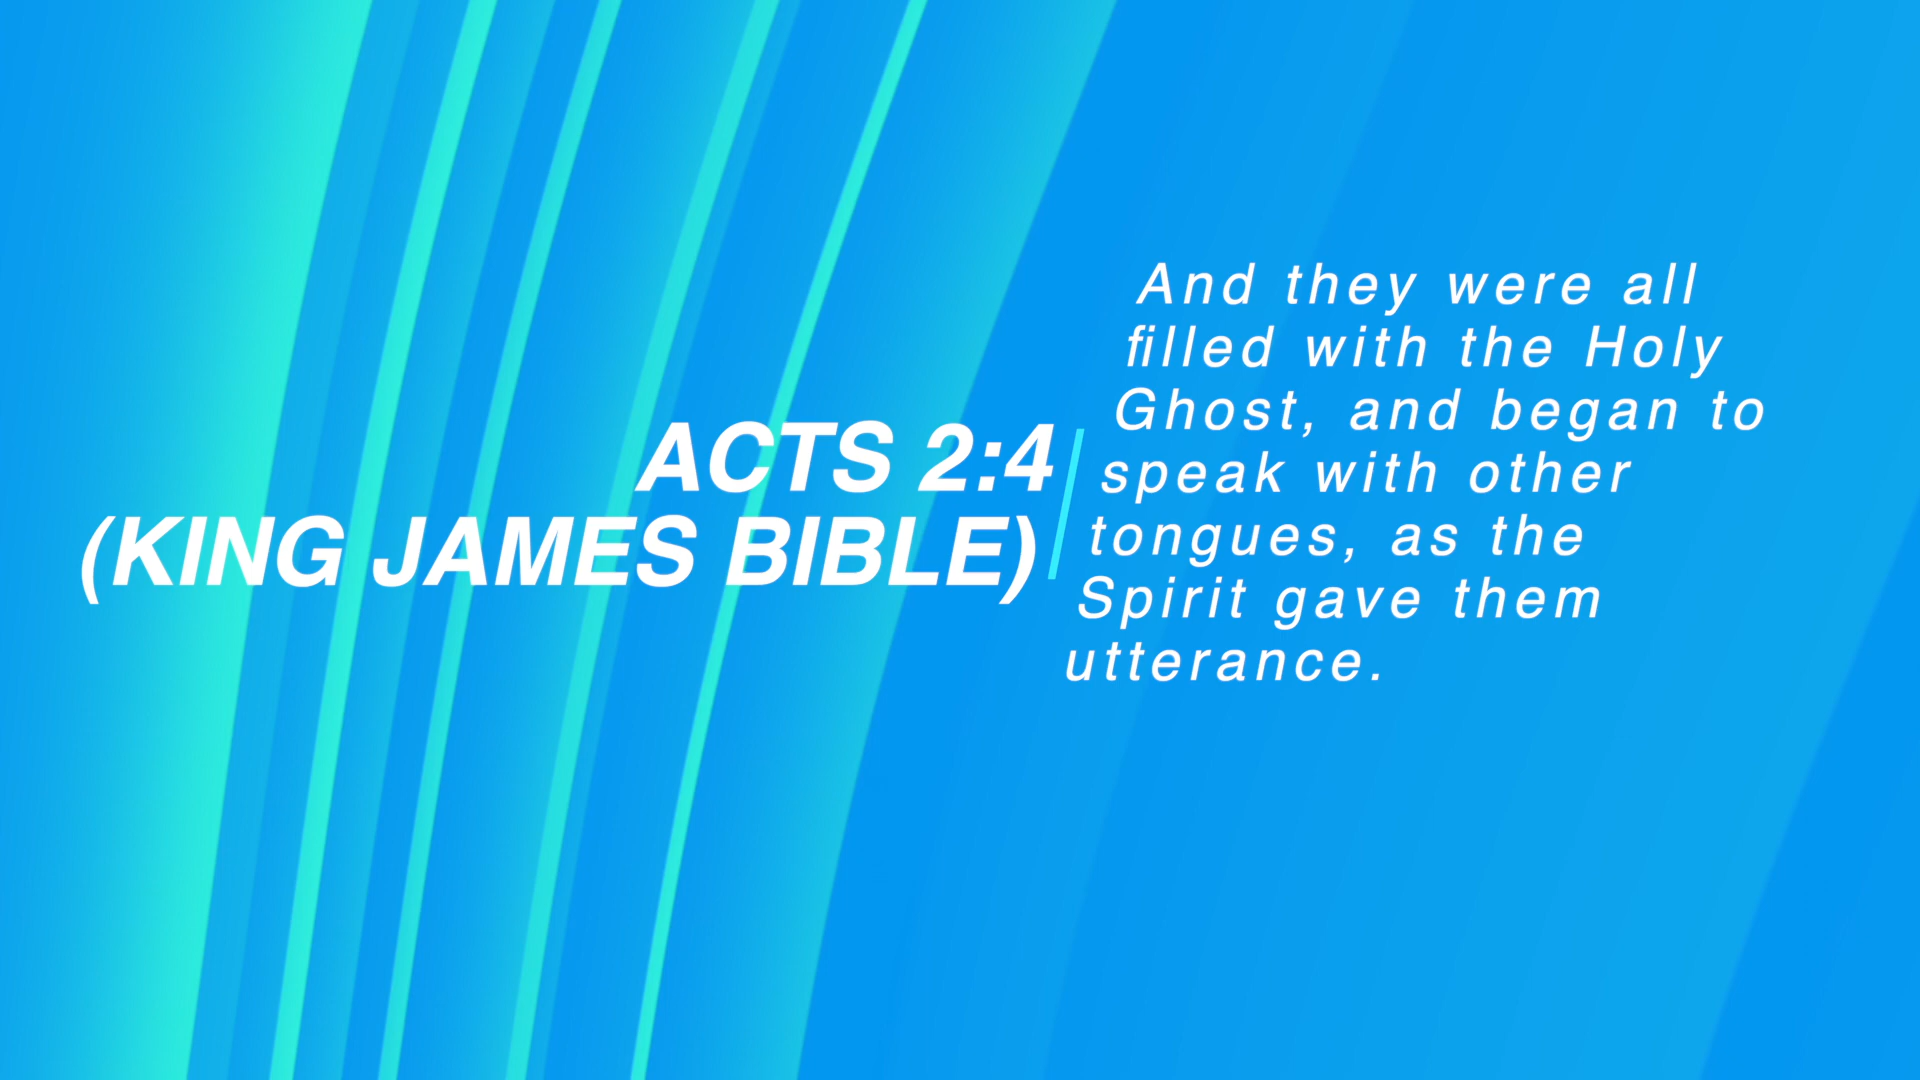 ACTS 2:4
(KING JAMES BIBLE)
And they were all
filled with the Holy
Ghost, and began to
speak with other
tongues, as the
Spirit gave them
utterance.